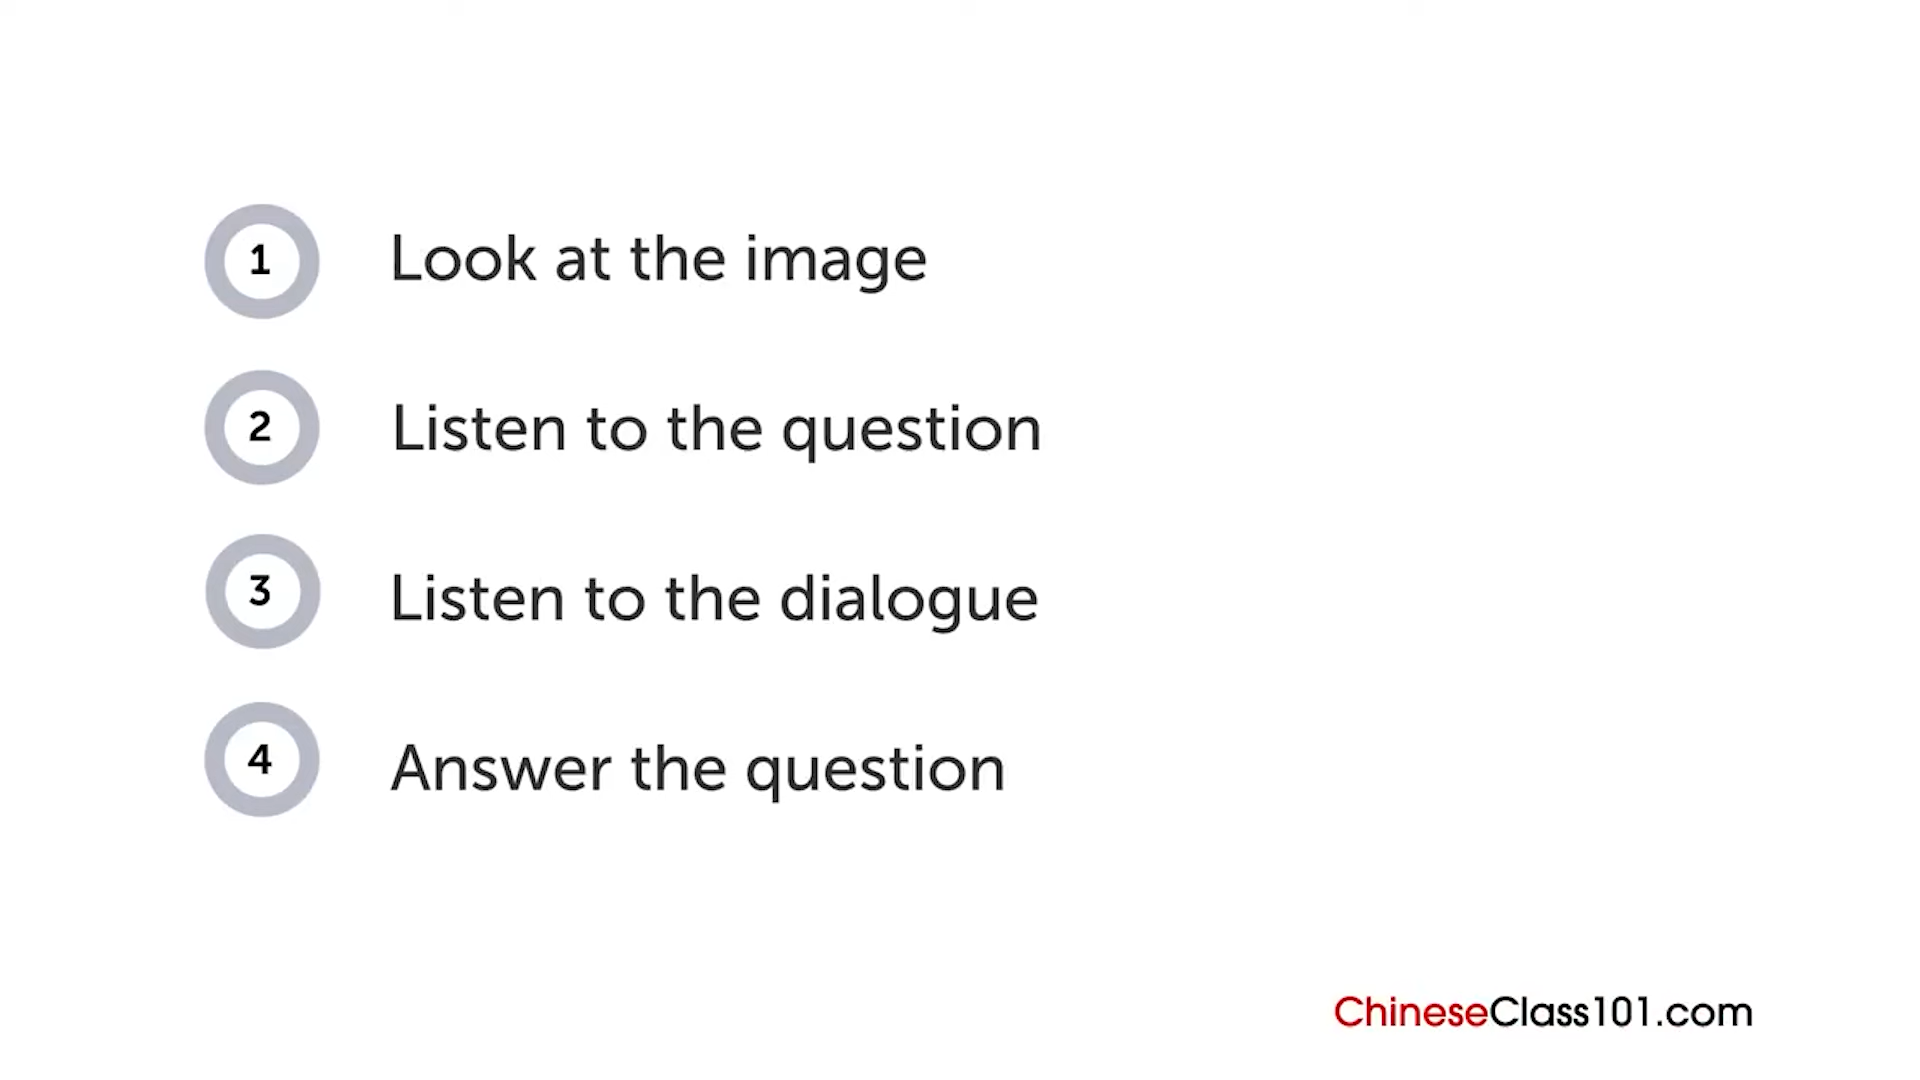 1 Look at the image
2 Listen to the question
3 Listen to the dialogue
4 Answer the question
ChineseClass101.com